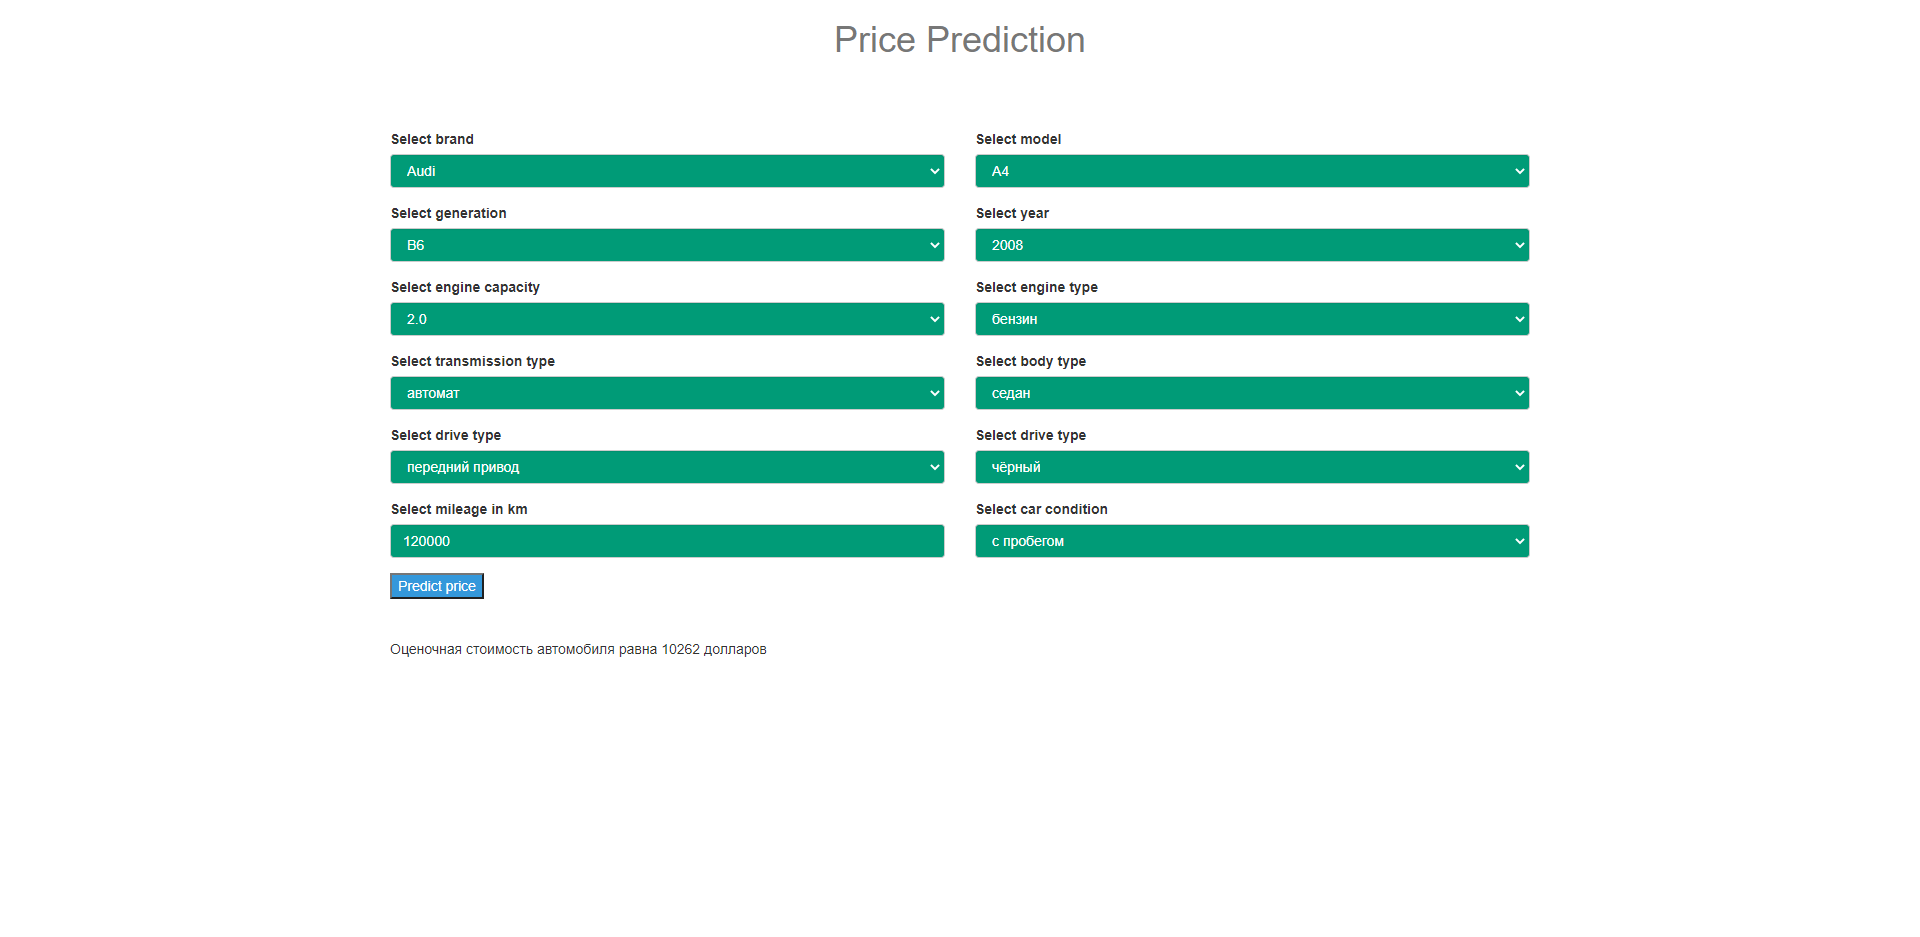 Price Prediction
Select brand
Select model
Audi
A4
Select generation
Select year
B6
2008
Select engine capacity
Select engine type
2.0
бензин
Select transmission type
Select body type
автомат
седан
Select drive type
Select drive type
передний привод
чёрный
Select mileage in km
Select car condition
120000
с пробегом
Predict price
Оценочная стоимость автомобиля равна 10262 долларов